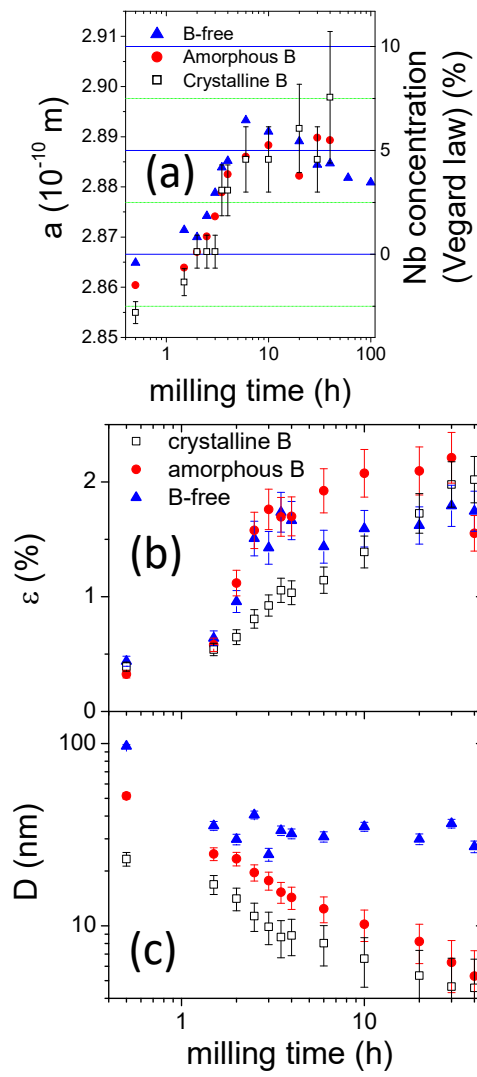 2.91
2.90
2.89
2.88
2.87
2.86
2.85
a (10⁻¹⁰ m)
B-free
Amorphous B
Crystalline B
(a)
10
5
0
Nb concentration
(Vegard law) (%)
1
10
100
milling time (h)
crystalline B
amorphous B
B-free
(b)
2
1
0
ε (%)
100
10
D (nm)
(c)
1
10
milling time (h)